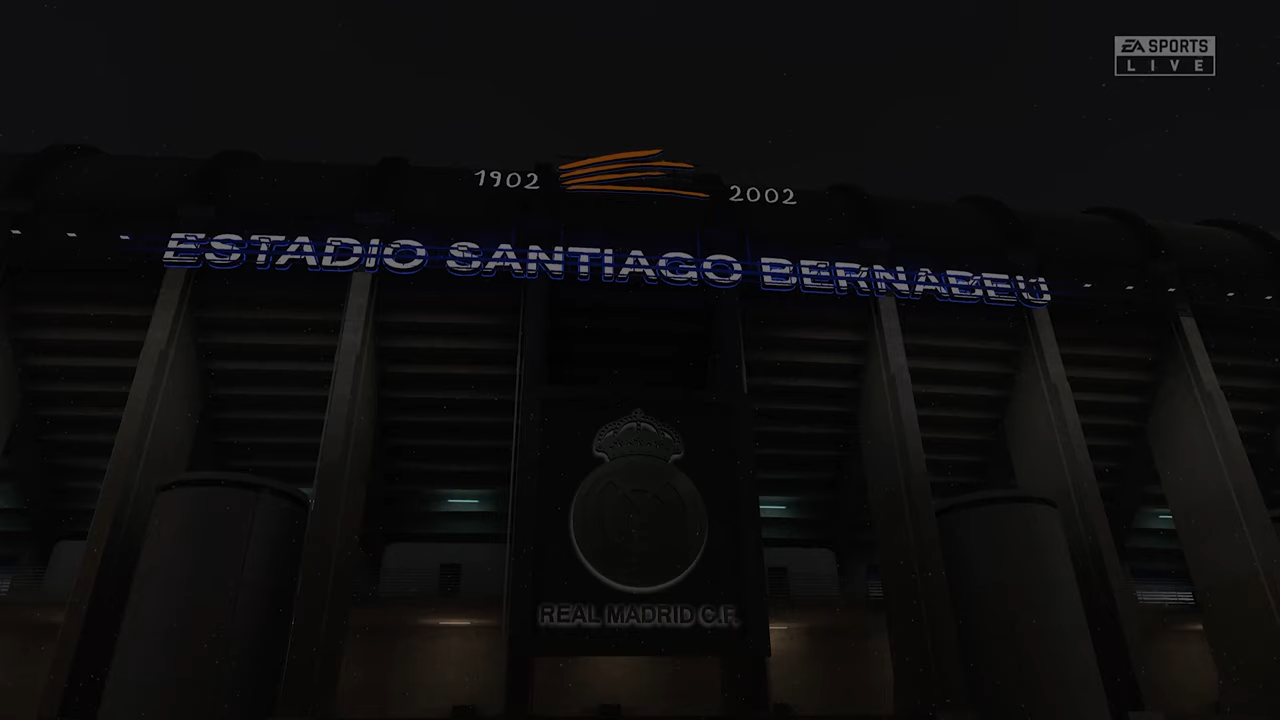 EA SPORTS
LIVE
1902 2002
ESTADIO SANTIAGO BERNABEU
REAL MADRID C.F.